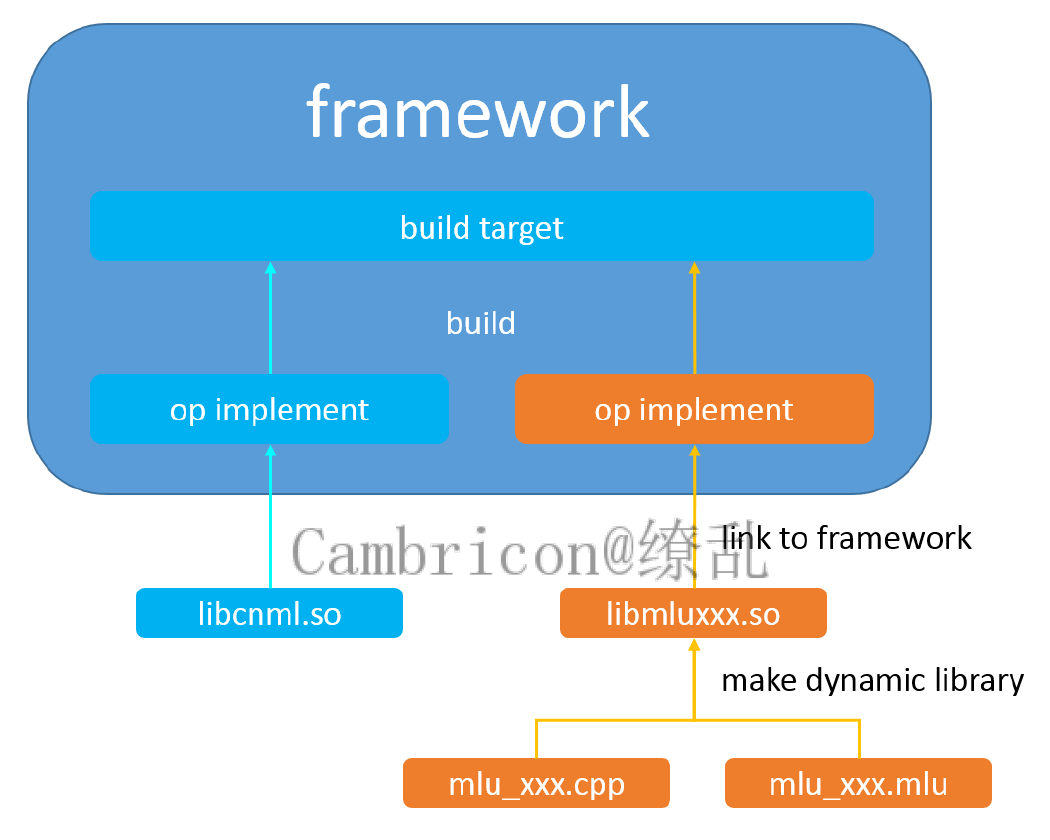 framework
build target
build
op implement
op implement
link to framework
Cambricon@缭乱
libcnml.so
libmluxxx.so
make dynamic library
mlu_xxx.cpp
mlu_xxx.mlu